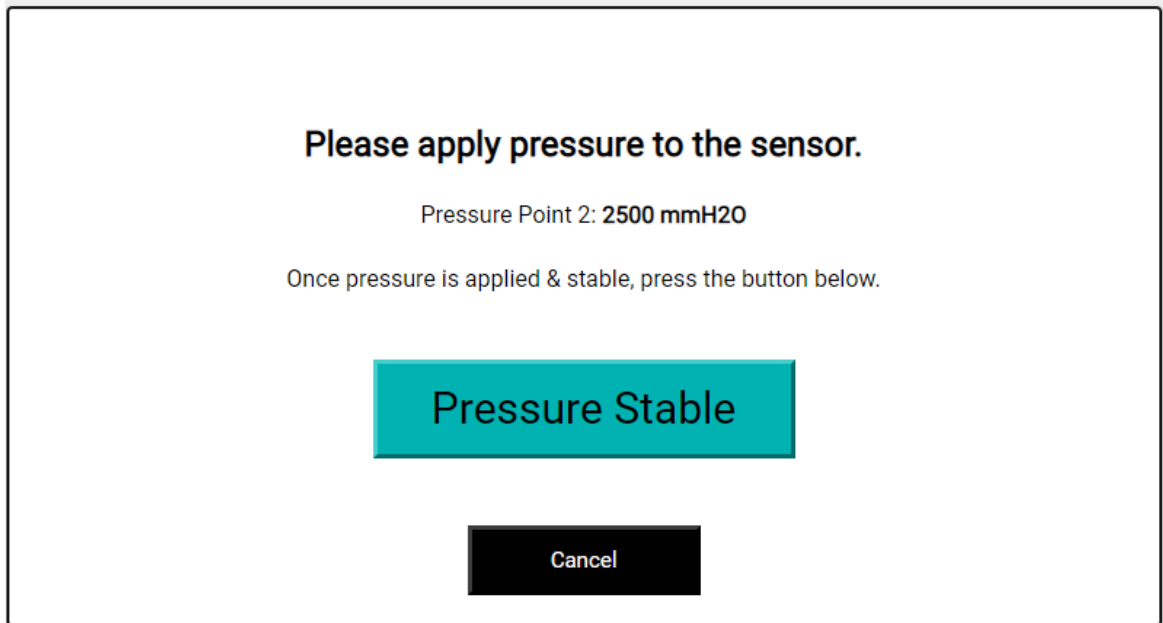 Please apply pressure to the sensor.
Pressure Point 2: 2500 mmH2O
Once pressure is applied & stable, press the button below.
Pressure Stable
Cancel